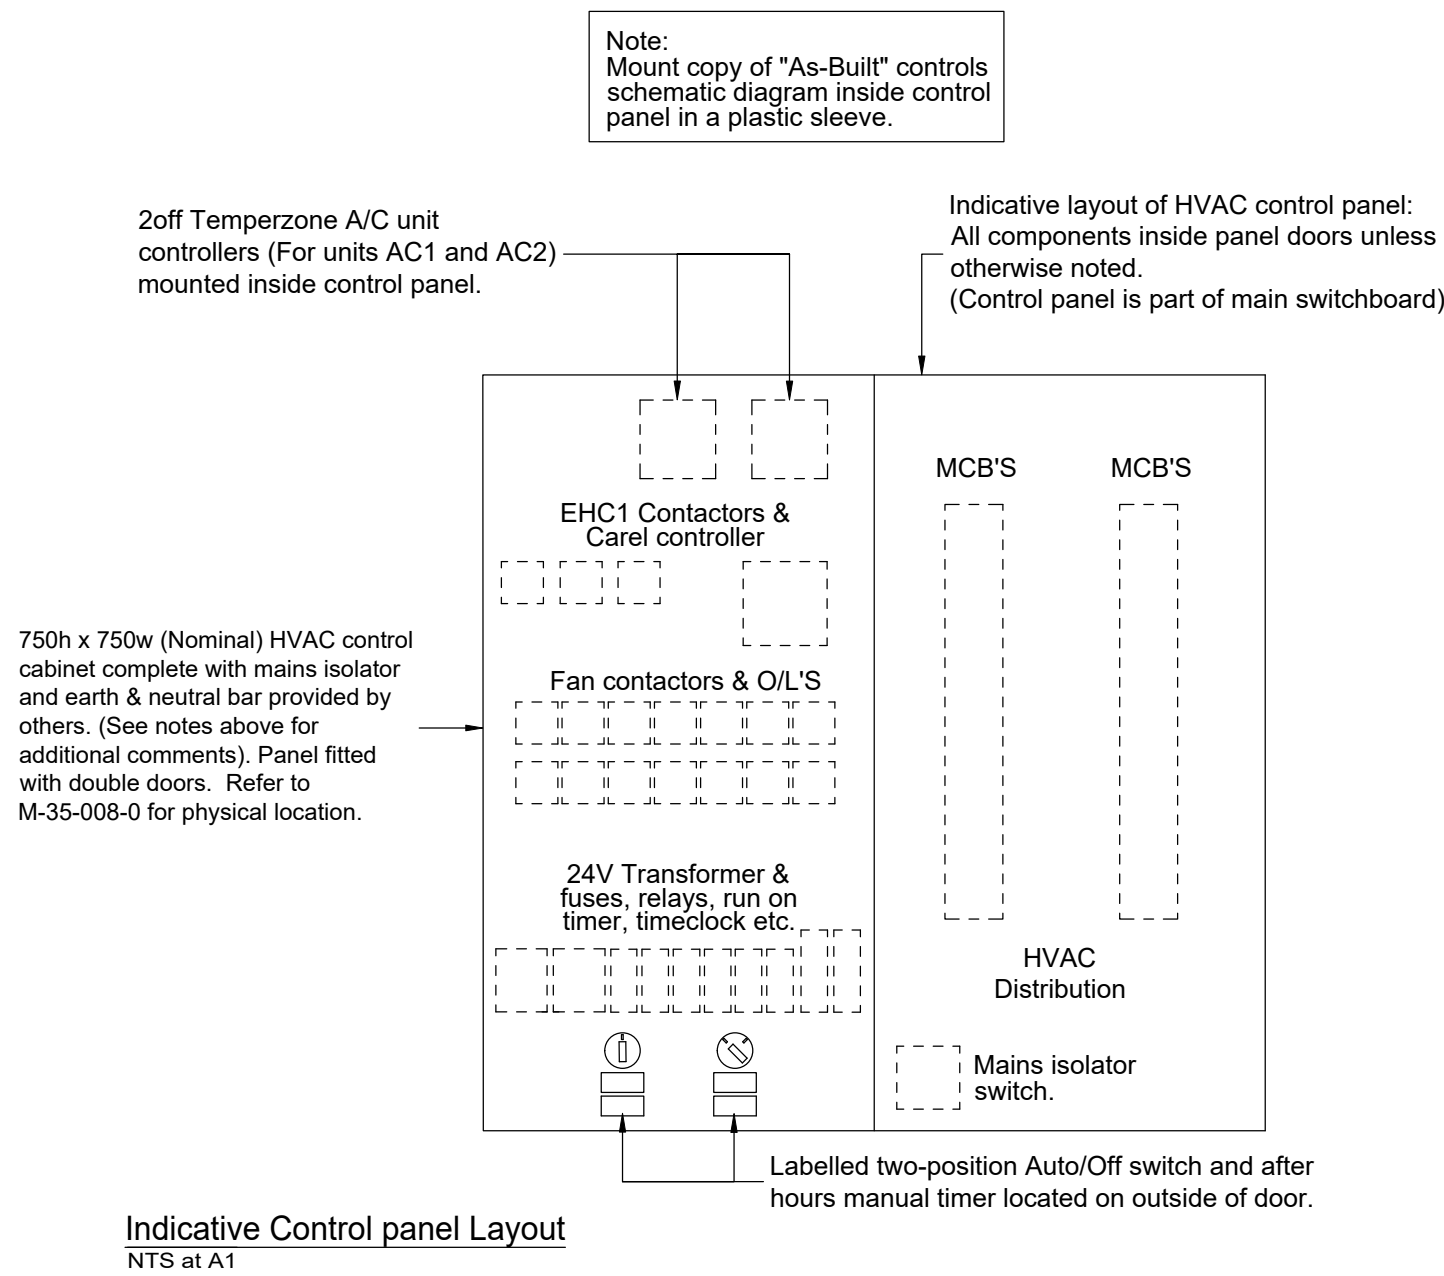 Note:
Mount copy of "As-Built" controls
schematic diagram inside control
panel in a plastic sleeve.
2off Temperzone A/C unit
controllers (For units AC1 and AC2)
mounted inside control panel.
Indicative layout of HVAC control panel:
All components inside panel doors unless
otherwise noted.
(Control panel is part of main switchboard)
MCB'S
MCB'S
EHC1 Contactors &
Carel controller
750h x 750w (Nominal) HVAC control
cabinet complete with mains isolator
and earth & neutral bar provided by
others. (See notes above for
additional comments). Panel fitted
with double doors.  Refer to
M-35-008-0 for physical location.
Fan contactors & O/L'S
24V Transformer &
fuses, relays, run on
timer, timeclock etc.
HVAC
Distribution
Mains isolator
switch.
Labelled two-position Auto/Off switch and after
hours manual timer located on outside of door.
Indicative Control panel Layout
NTS at A1